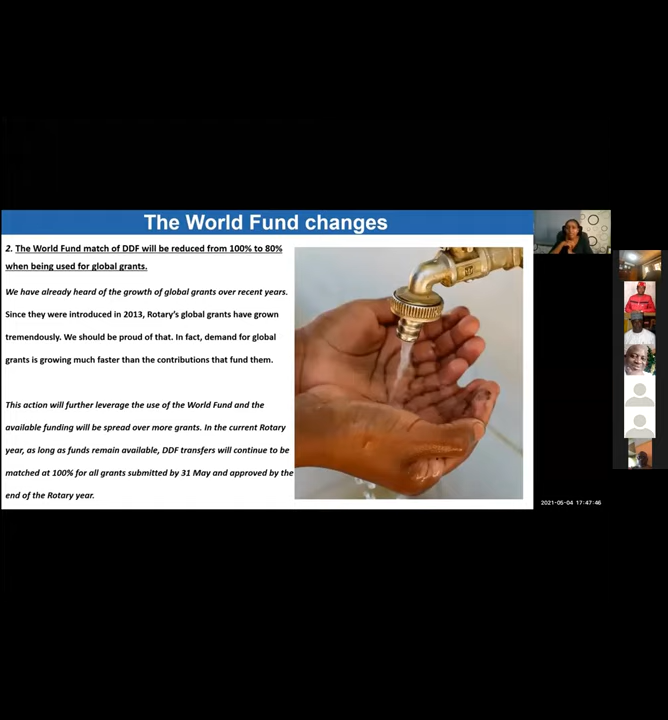 The World Fund changes
2. The World Fund match of DDF will be reduced from 100% to 80%
when being used for global grants.
We have already heard of the growth of global grants over recent years.
Since they were introduced in 2013, Rotary's global grants have grown
tremendously. We should be proud of that. In fact, demand for global
grants is growing much faster than the contributions that fund them.
This action will further leverage the use of the World Fund and the
available funding will be spread over more grants. In the current Rotary
year, as long as funds remain available, DDF transfers will continue to be
matched at 100% for all grants submitted by 31 May and approved by the
end of the Rotary year.
2021-05-04 17:47:46